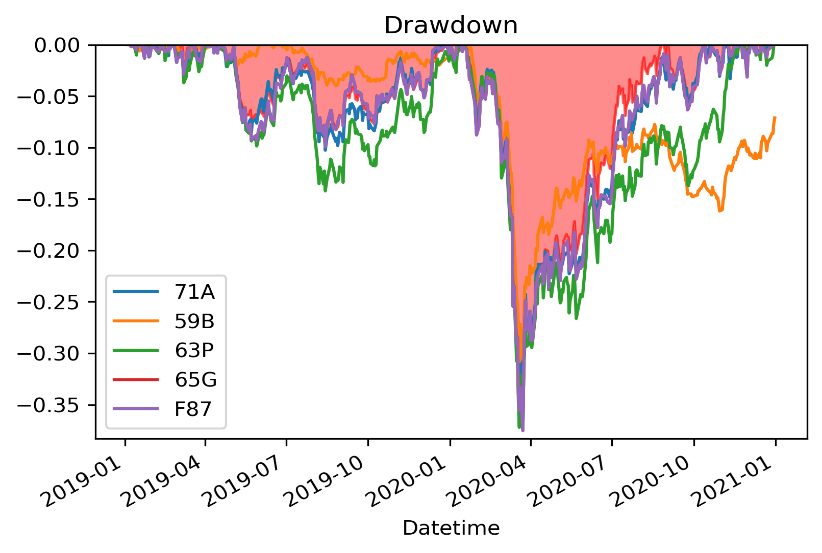 Drawdown
0.00
−0.05
−0.10
−0.15
−0.20
−0.25
−0.30
−0.35
71A
59B
63P
65G
F87
2019-01
2019-04
2019-07
2019-10
2020-01
2020-04
2020-07
2020-10
2021-01
Datetime